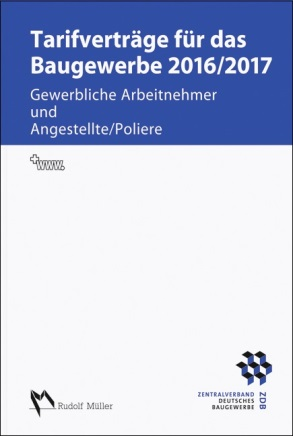 Tarifverträge für das
Baugewerbe 2016/2017
Gewerbliche Arbeitnehmer
und
Angestellte/Poliere
+www.
Rudolf Müller
ZENTRALVERBAND
DEUTSCHES
BAUGEWERBE
ZDB